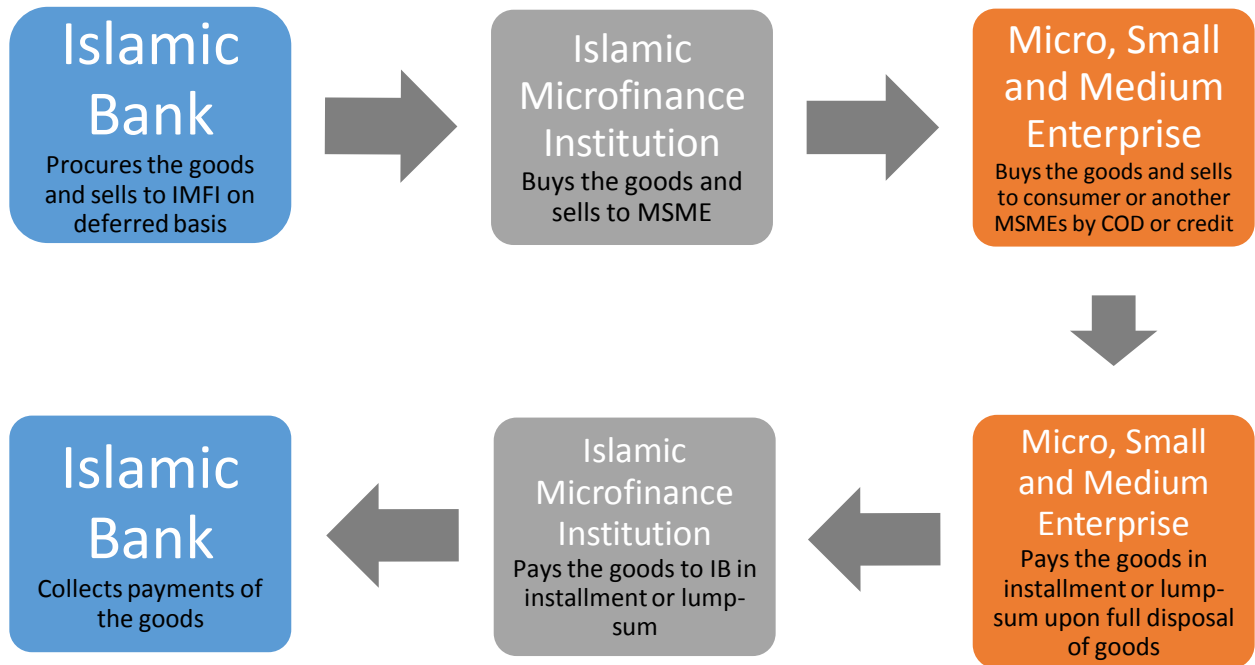 Islamic
Bank
Procures the goods
and sells to IMFI on
deferred basis
Islamic
Microfinance
Institution
Buys the goods and
sells to MSME
Micro, Small
and Medium
Enterprise
Buys the goods and sells
to consumer or another
MSMEs by COD or credit
Micro, Small
and Medium
Enterprise
Pays the goods in
installment or lump-
sum upon full disposal
of goods
Islamic
Microfinance
Institution
Pays the goods to IB in
installment or lump-
sum
Islamic
Bank
Collects payments of
the goods